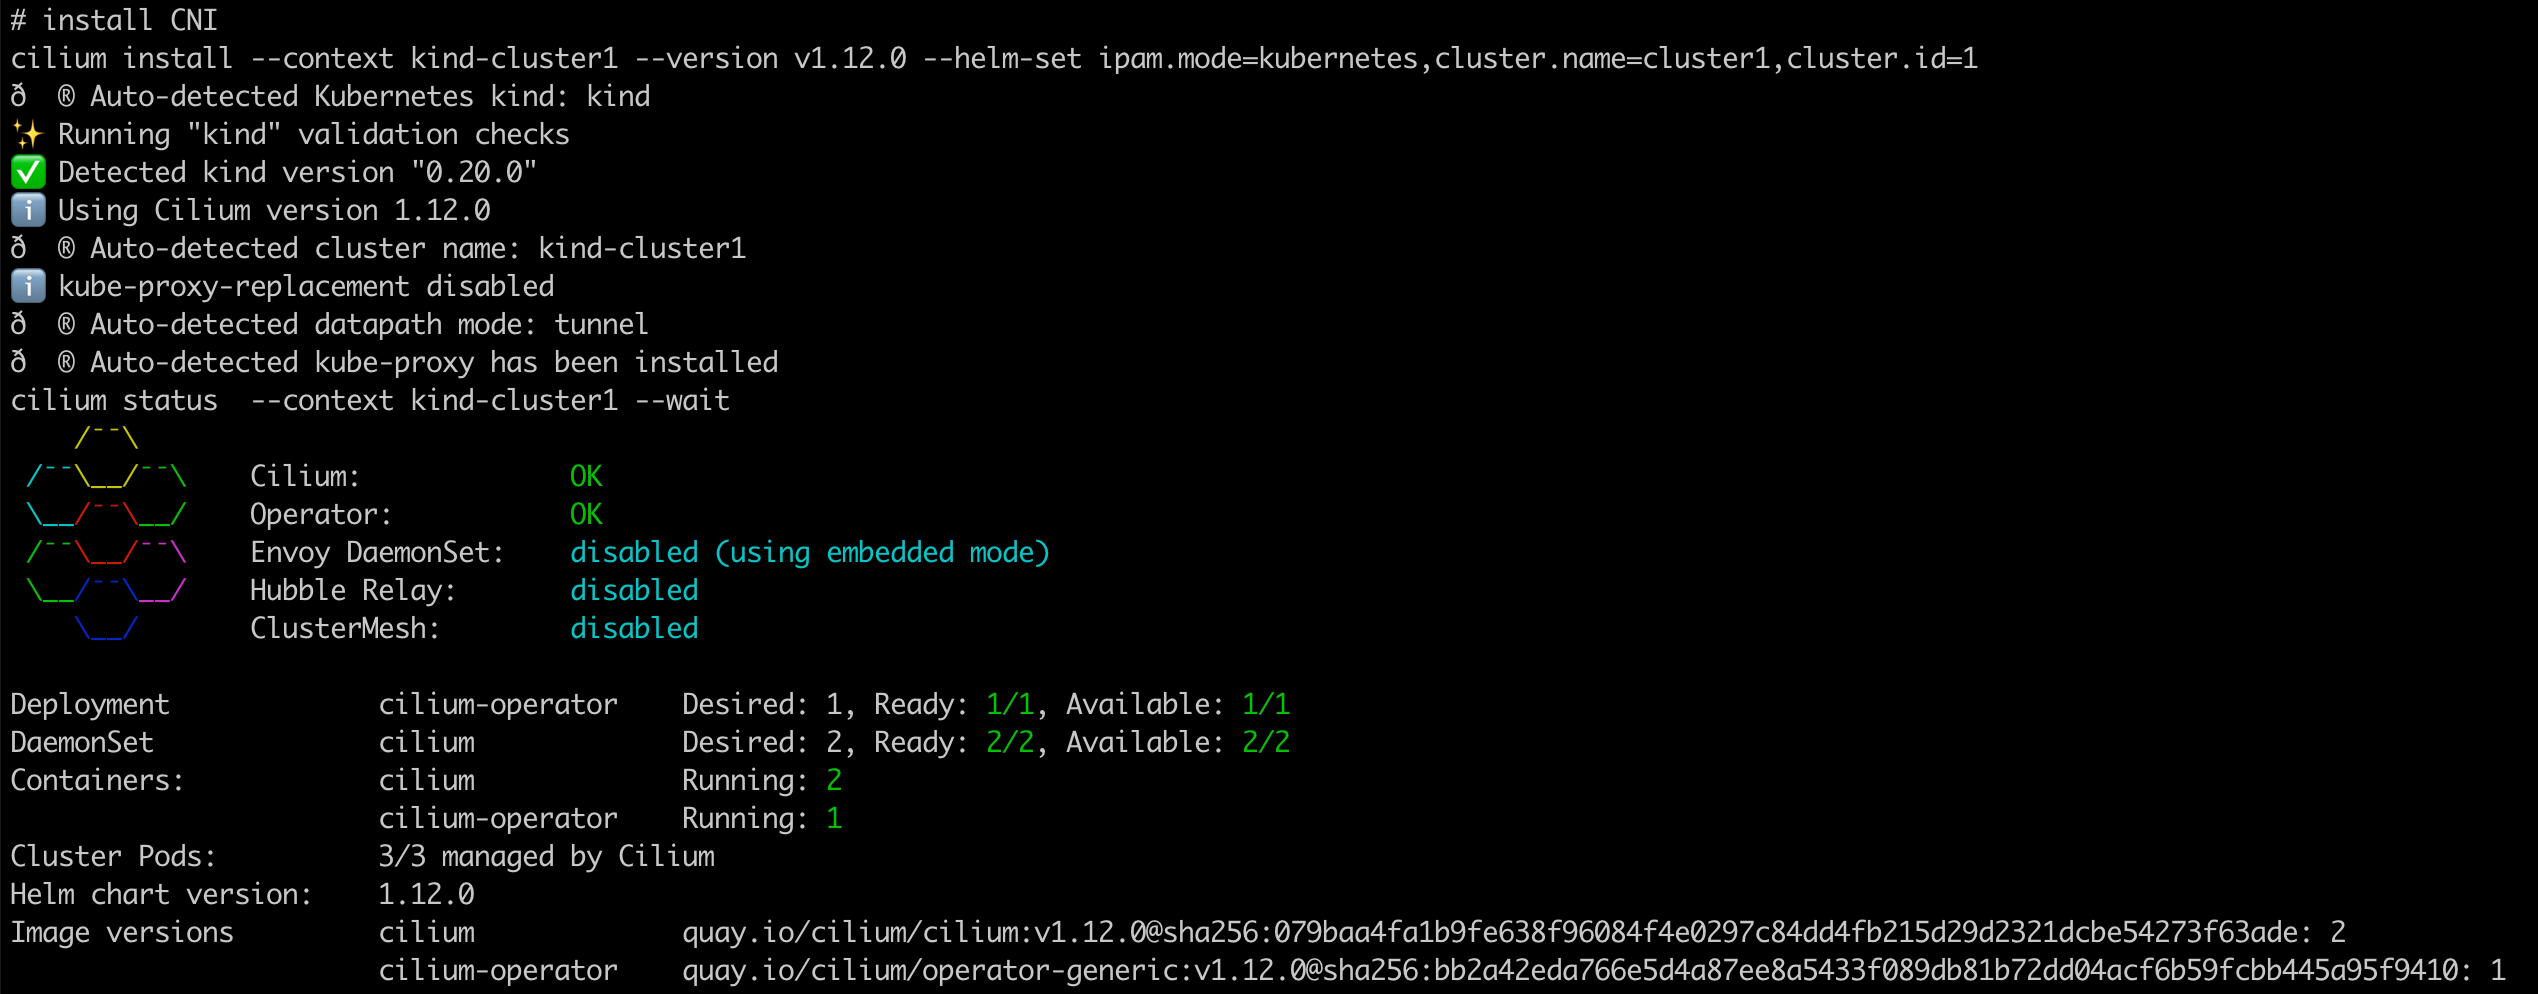 # install CNI
cilium install --context kind-cluster1 --version v1.12.0 --helm-set ipam.mode=kubernetes,cluster.name=cluster1,cluster.id=1
ð  ® Auto-detected Kubernetes kind: kind
✨ Running "kind" validation checks
✅ Detected kind version "0.20.0"
ℹ️ Using Cilium version 1.12.0
ð  ® Auto-detected cluster name: kind-cluster1
ℹ️ kube-proxy-replacement disabled
ð  ® Auto-detected datapath mode: tunnel
ð  ® Auto-detected kube-proxy has been installed
cilium status  --context kind-cluster1 --wait
    /¯¯\
 /¯¯\__/¯¯\    Cilium:             OK
 \__/¯¯\__/    Operator:           OK
 /¯¯\__/¯¯\    Envoy DaemonSet:    disabled (using embedded mode)
 \__/¯¯\__/    Hubble Relay:       disabled
    \__/       ClusterMesh:        disabled

Deployment             cilium-operator    Desired: 1, Ready: 1/1, Available: 1/1
DaemonSet              cilium             Desired: 2, Ready: 2/2, Available: 2/2
Containers:            cilium             Running: 2
                       cilium-operator    Running: 1
Cluster Pods:          3/3 managed by Cilium
Helm chart version:    1.12.0
Image versions         cilium             quay.io/cilium/cilium:v1.12.0@sha256:079baa4fa1b9fe638f96084f4e0297c84dd4fb215d29d2321dcbe54273f63ade: 2
                       cilium-operator    quay.io/cilium/operator-generic:v1.12.0@sha256:bb2a42eda766e5d4a87ee8a5433f089db81b72dd04acf6b59fcbb445a95f9410: 1